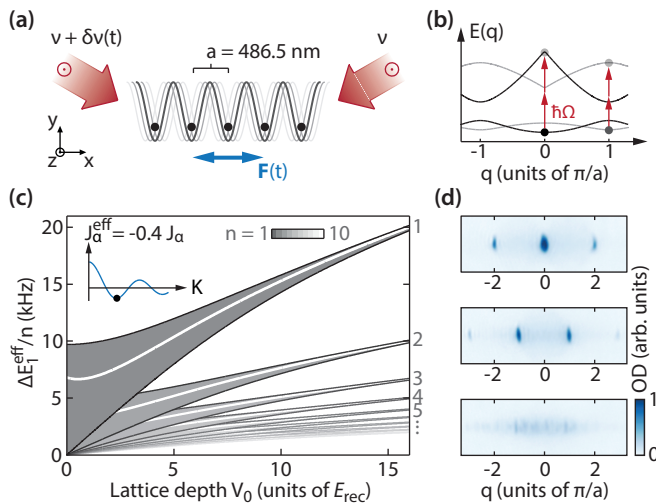 (a)
ν + δν(t)
ν
a = 486.5 nm
y
z
x
F(t)
(b)
E(q)
ħΩ
-1
0
1
q (units of π/a)
(c)
J_α^eff = -0.4 J_α
K
n = 1
10
20
15
10
5
0
ΔE_1^eff/n (kHz)
1
2
3
4
5
0
5
10
15
Lattice depth V_0 (units of E_rec)
(d)
-2
0
2
-2
0
2
-2
0
2
q (units of π/a)
1
0
OD (arb. units)